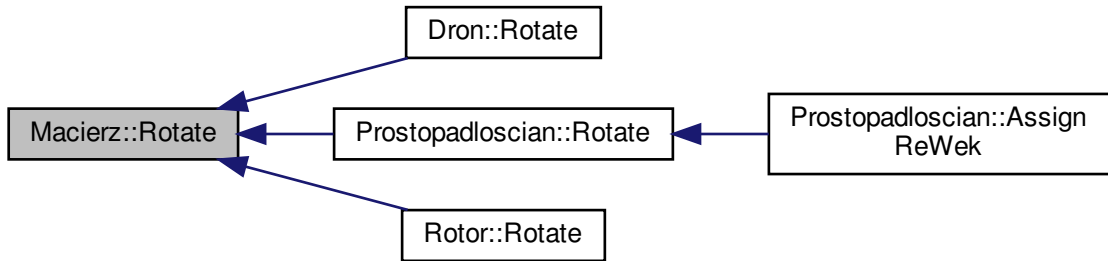 Dron::Rotate
Macierz::Rotate
Prostopadloscian::Rotate
Prostopadloscian::Assign
ReWek
Rotor::Rotate